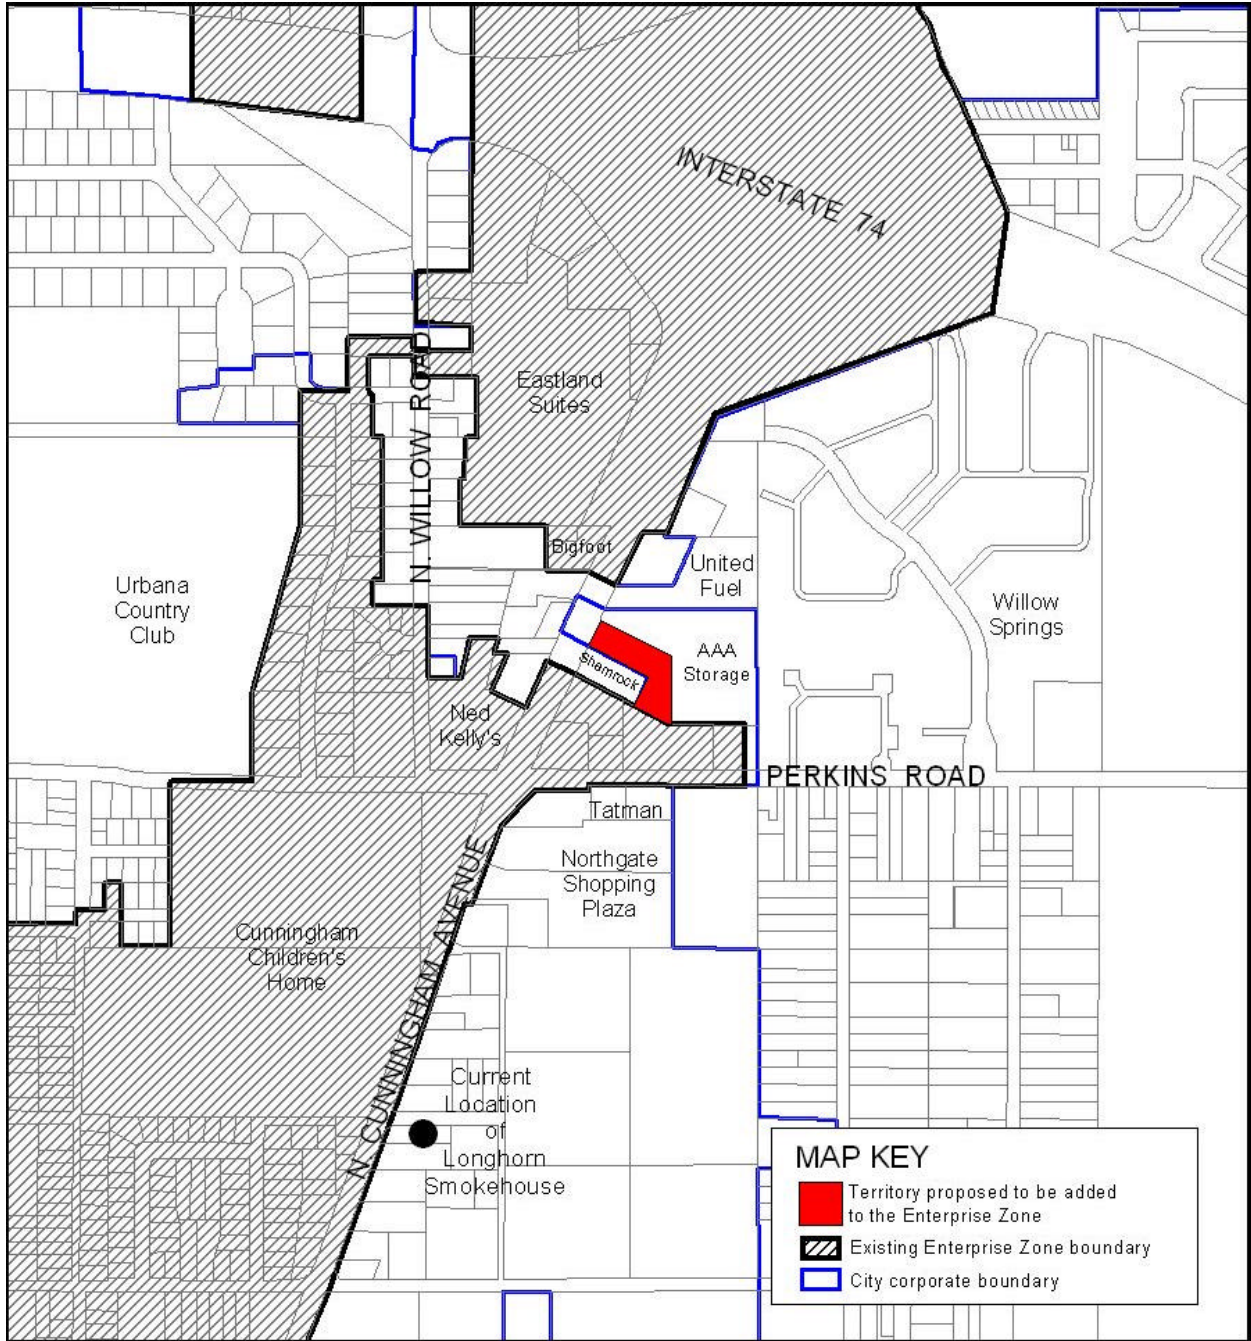 INTERSTATE 74
Eastland
Suites
N. WILLOW ROAD
Bigfoot
United
Fuel
Urbana
Country
Club
Willow
Springs
AAA
Storage
Shamrock
Ned
Kelly's
PERKINS ROAD
Tatman
Northgate
Shopping
Plaza
N CUNNINGHAM AVENUE
Cunningham
Children's
Home
Current
Location
of
Longhorn
Smokehouse
MAP KEY
Territory proposed to be added
to the Enterprise Zone
Existing Enterprise Zone boundary
City corporate boundary